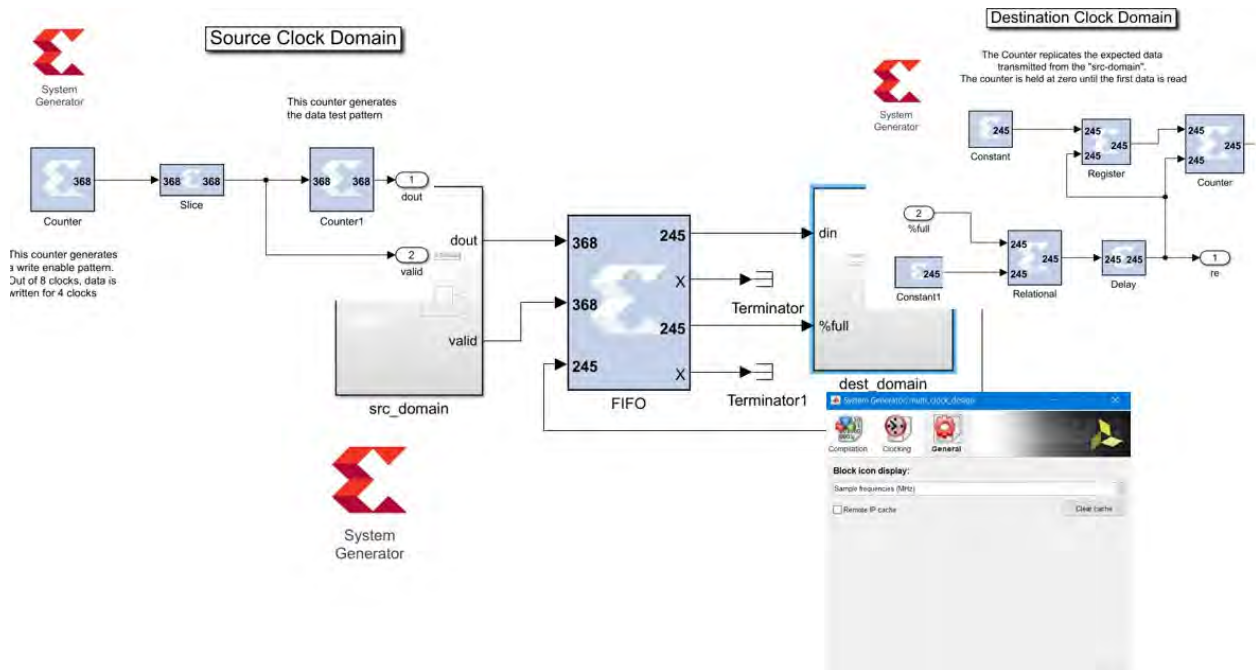 Source Clock Domain
System
Generator
This counter generates
the data test pattern
368
Counter
368 368
Slice
368 368
Counter1
1
dout
2
valid
This counter generates
a write enable pattern.
Out of 8 clocks, data is
written for 4 clocks
dout
valid
src_domain
System
Generator
368
368
245
245
X
245
X
FIFO
Terminator
Terminator1
din
%full
dest_domain
Destination Clock Domain
The Counter replicates the expected data
transmitted from the "src-domain".
The counter is held at zero until the first data is read
System
Generator
245
Constant
245
245
245
Register
245
245
245
Counter
2
%full
245
Constant1
245
245
245
Relational
245 245
Delay
1
re
System Generator: multi_clock_design
Compilation
Clocking
General
Block icon display:
Sample frequencies (MHz)
Remote IP cache
Clear cache